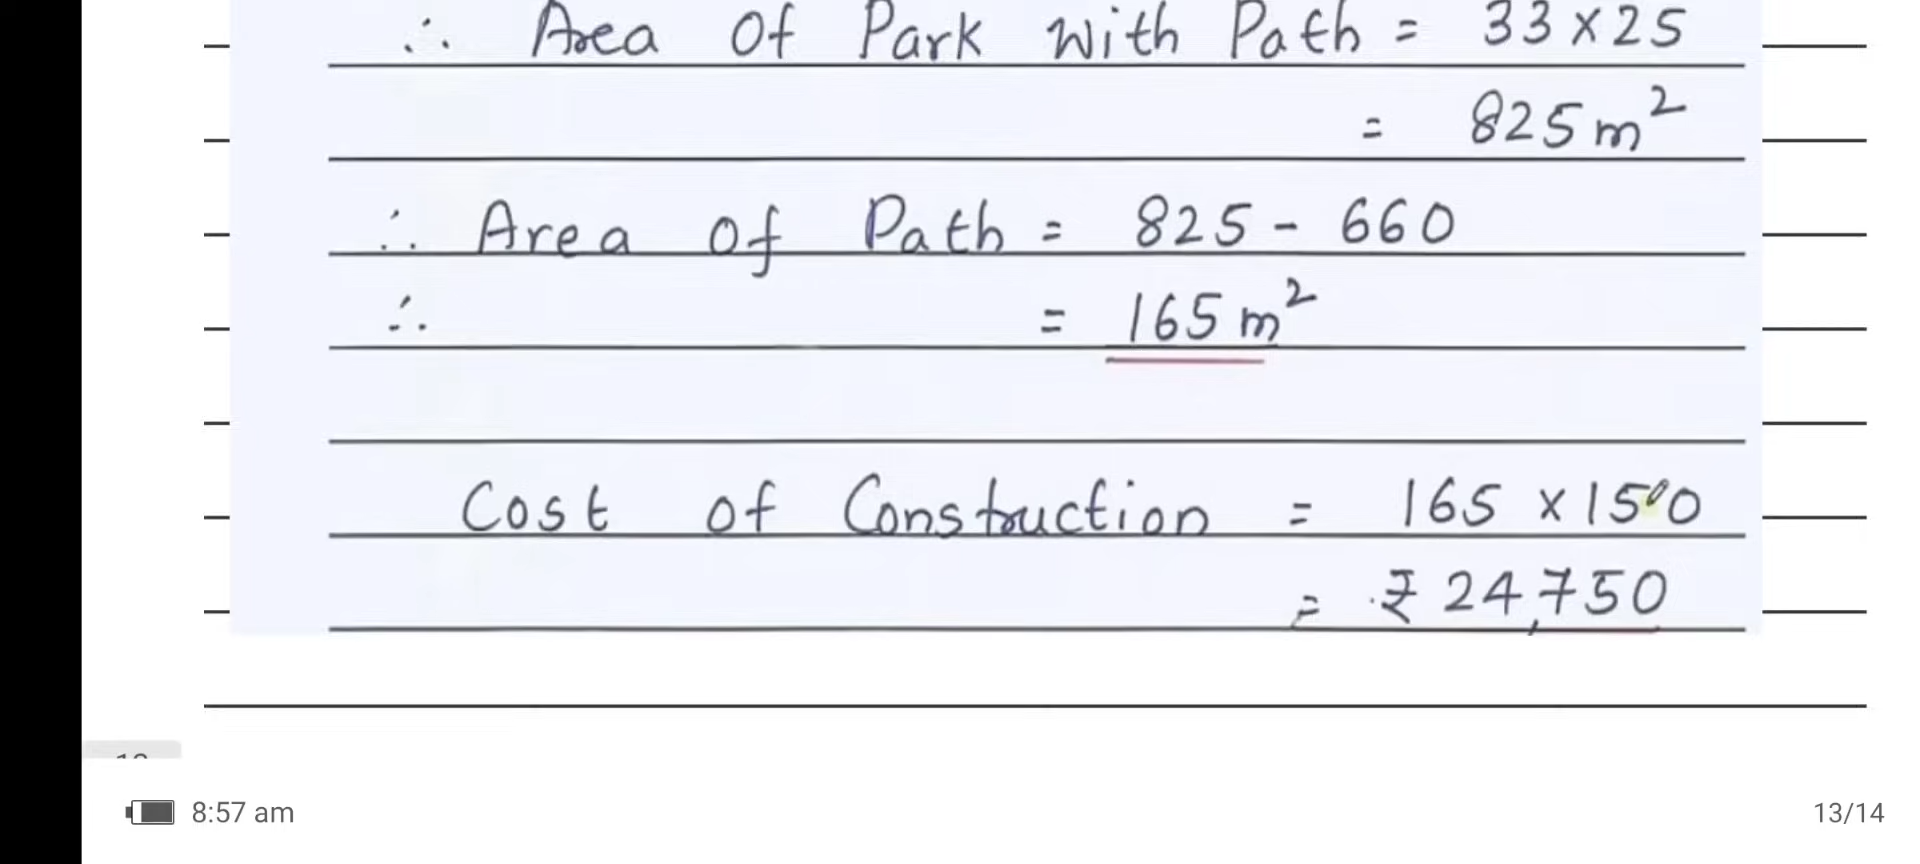 ∴ Area Of Park With Path = 33 × 25
= 825 m²
∴ Area Of Path = 825 - 660
∴ = 165 m²
Cost of Construction = 165 × 150
= ₹ 24,750
8:57 am
13/14